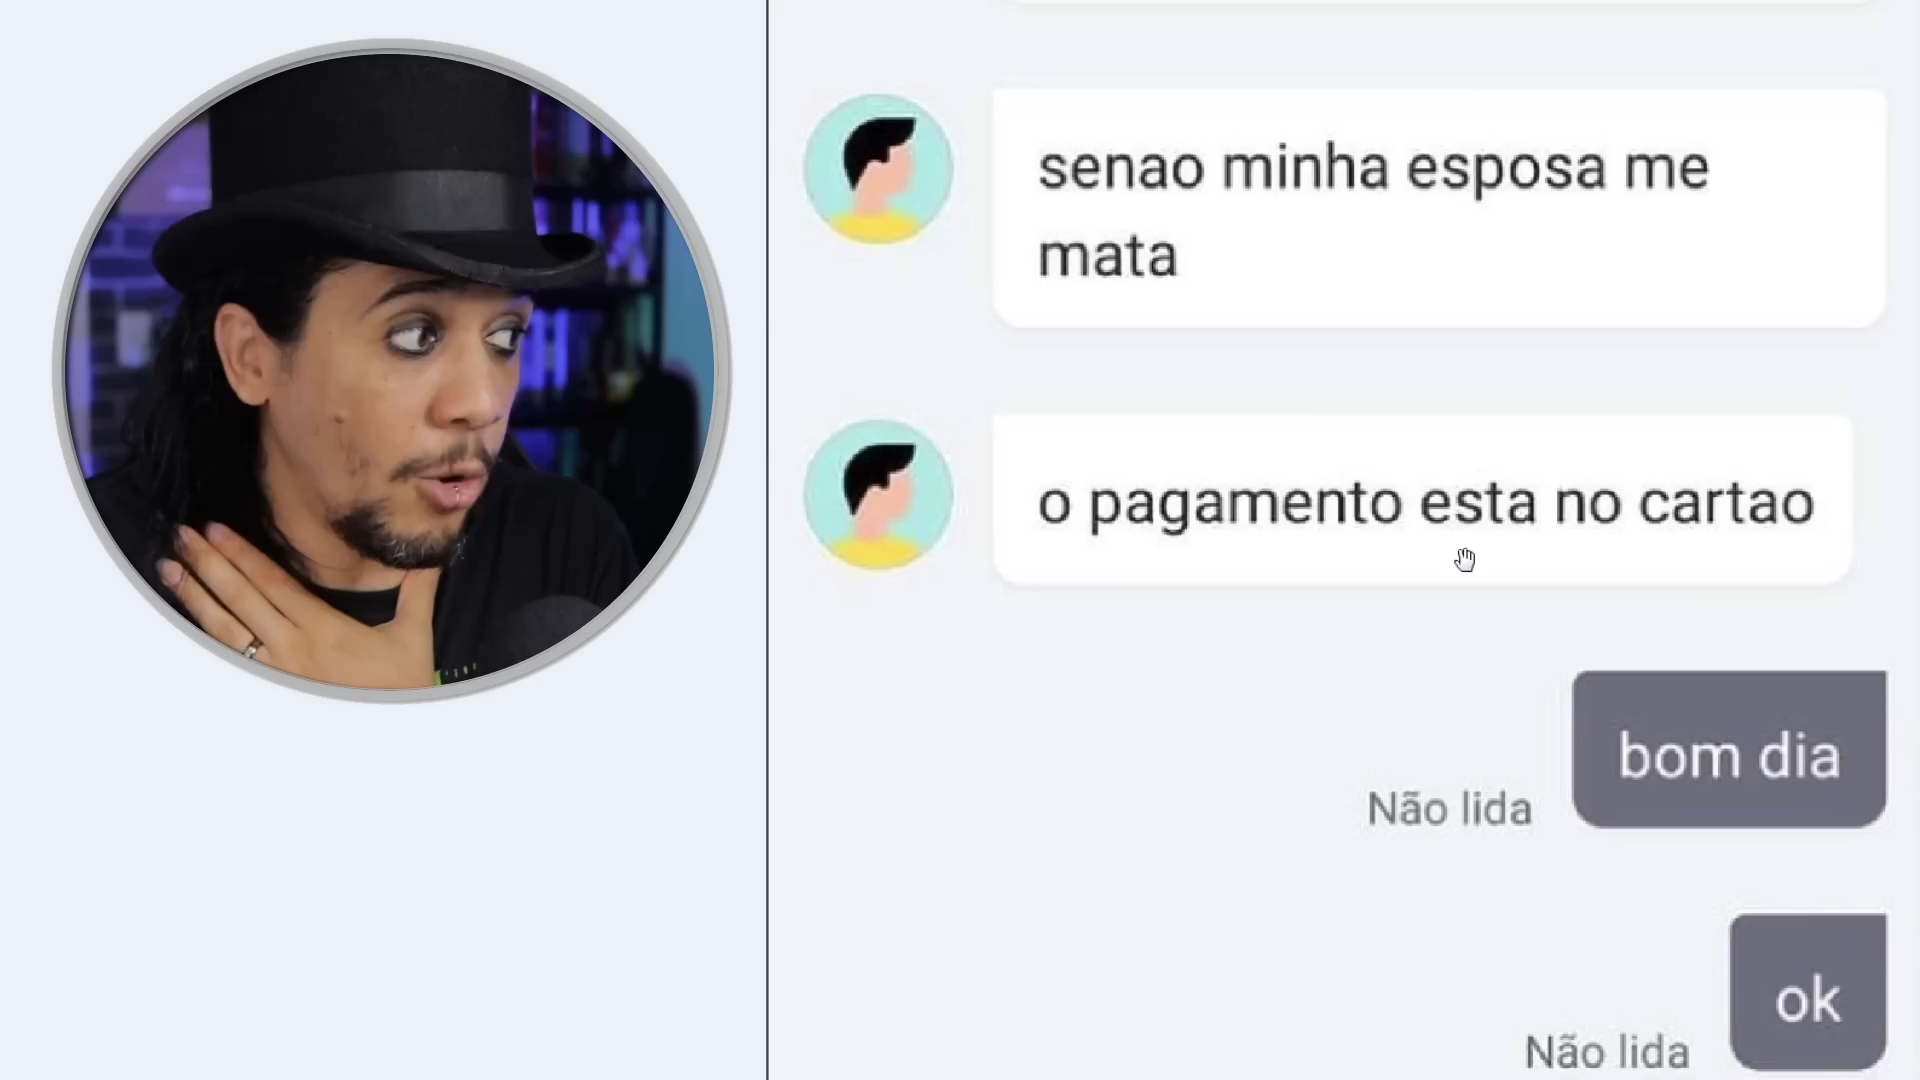 senao minha esposa me
mata
o pagamento esta no cartao
bom dia
Não lida
ok
Não lida